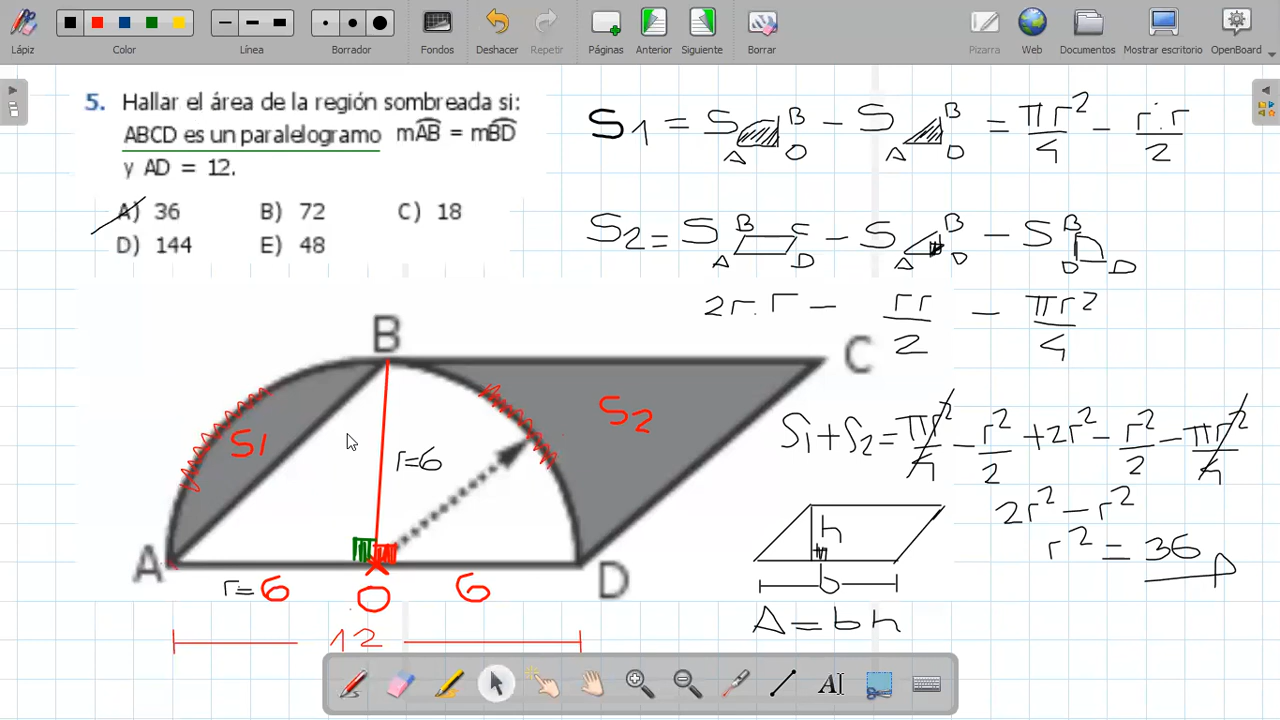 Lápiz Color Línea Borrador Fondos Deshacer Repetir Páginas Anterior Siguiente Borrar Pizarra Web Documentos Mostrar escritorio OpenBoard
5. Hallar el área de la región sombreada si:
ABCD es un paralelogramo mAB = mBD
y AD = 12.
A) 36 B) 72 C) 18
D) 144 E) 48
S1 = S A B O − S A B O = πr²/4 − r.r/2
S2 = S A B C D − S A B O − S B O D
2r.r − rr/2 − πr²/4
S1+S2 = πr²/4 − r²/2 + 2r² − r²/2 − πr²/4
2r² − r²
r² = 36
B
C
S1
S2
r=6
A
D
r=6
O
6
12
h
b
A = bh
AI